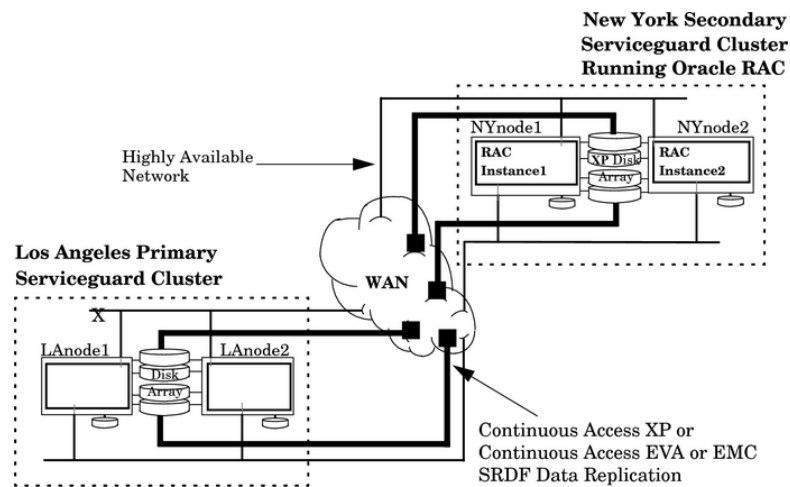 New York Secondary
Serviceguard Cluster
Running Oracle RAC
NYnode1
NYnode2
RAC
Instance1
XP Disk
Array
RAC
Instance2
Highly Available
Network
WAN
Los Angeles Primary
Serviceguard Cluster
X
LAnode1
LAnode2
Disk
Array
Continuous Access XP or
Continuous Access EVA or EMC
SRDF Data Replication